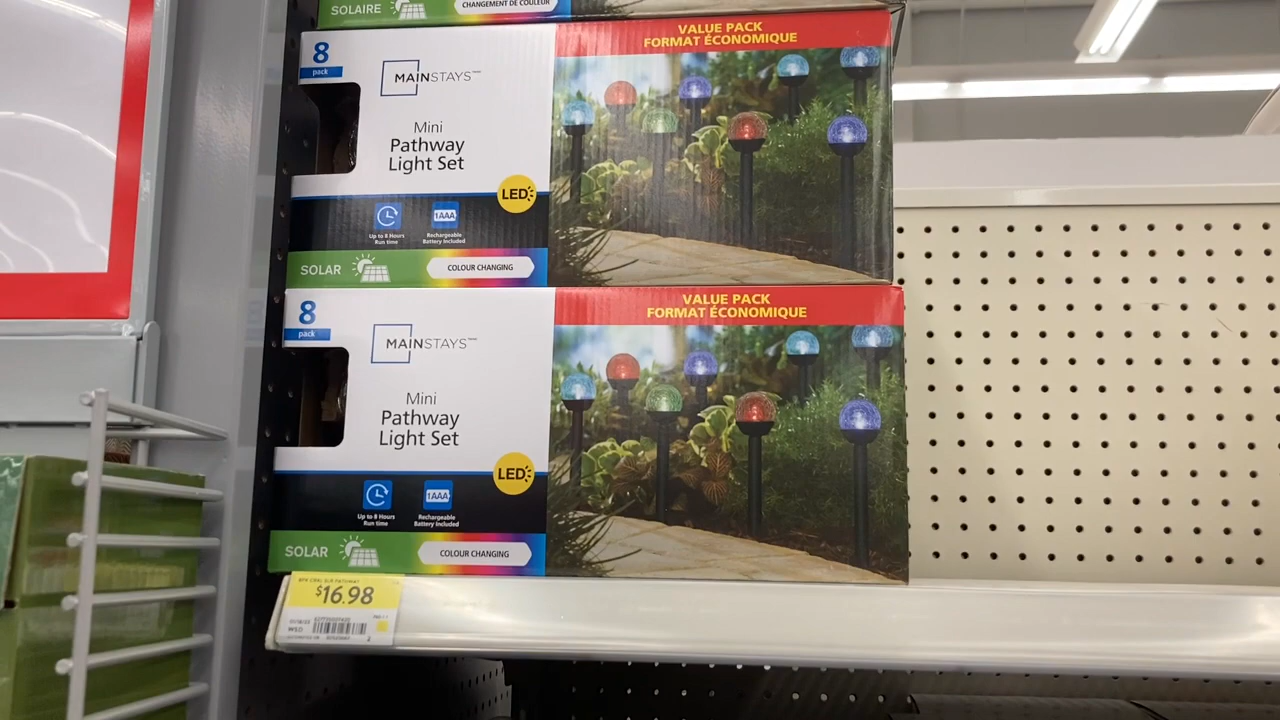 SOLAIRE
CHANGEMENT DE COULEUR
VALUE PACK
FORMAT ÉCONOMIQUE
8
pack
MAINSTAYS™
Mini
Pathway
Light Set
LED
1AAA
Up to 8 Hours
Run time
Rechargeable
Battery Included
SOLAR
COLOUR CHANGING
VALUE PACK
FORMAT ÉCONOMIQUE
8
pack
MAINSTAYS™
Mini
Pathway
Light Set
LED
1AAA
Up to 8 Hours
Run time
Rechargeable
Battery Included
SOLAR
COLOUR CHANGING
$16.98